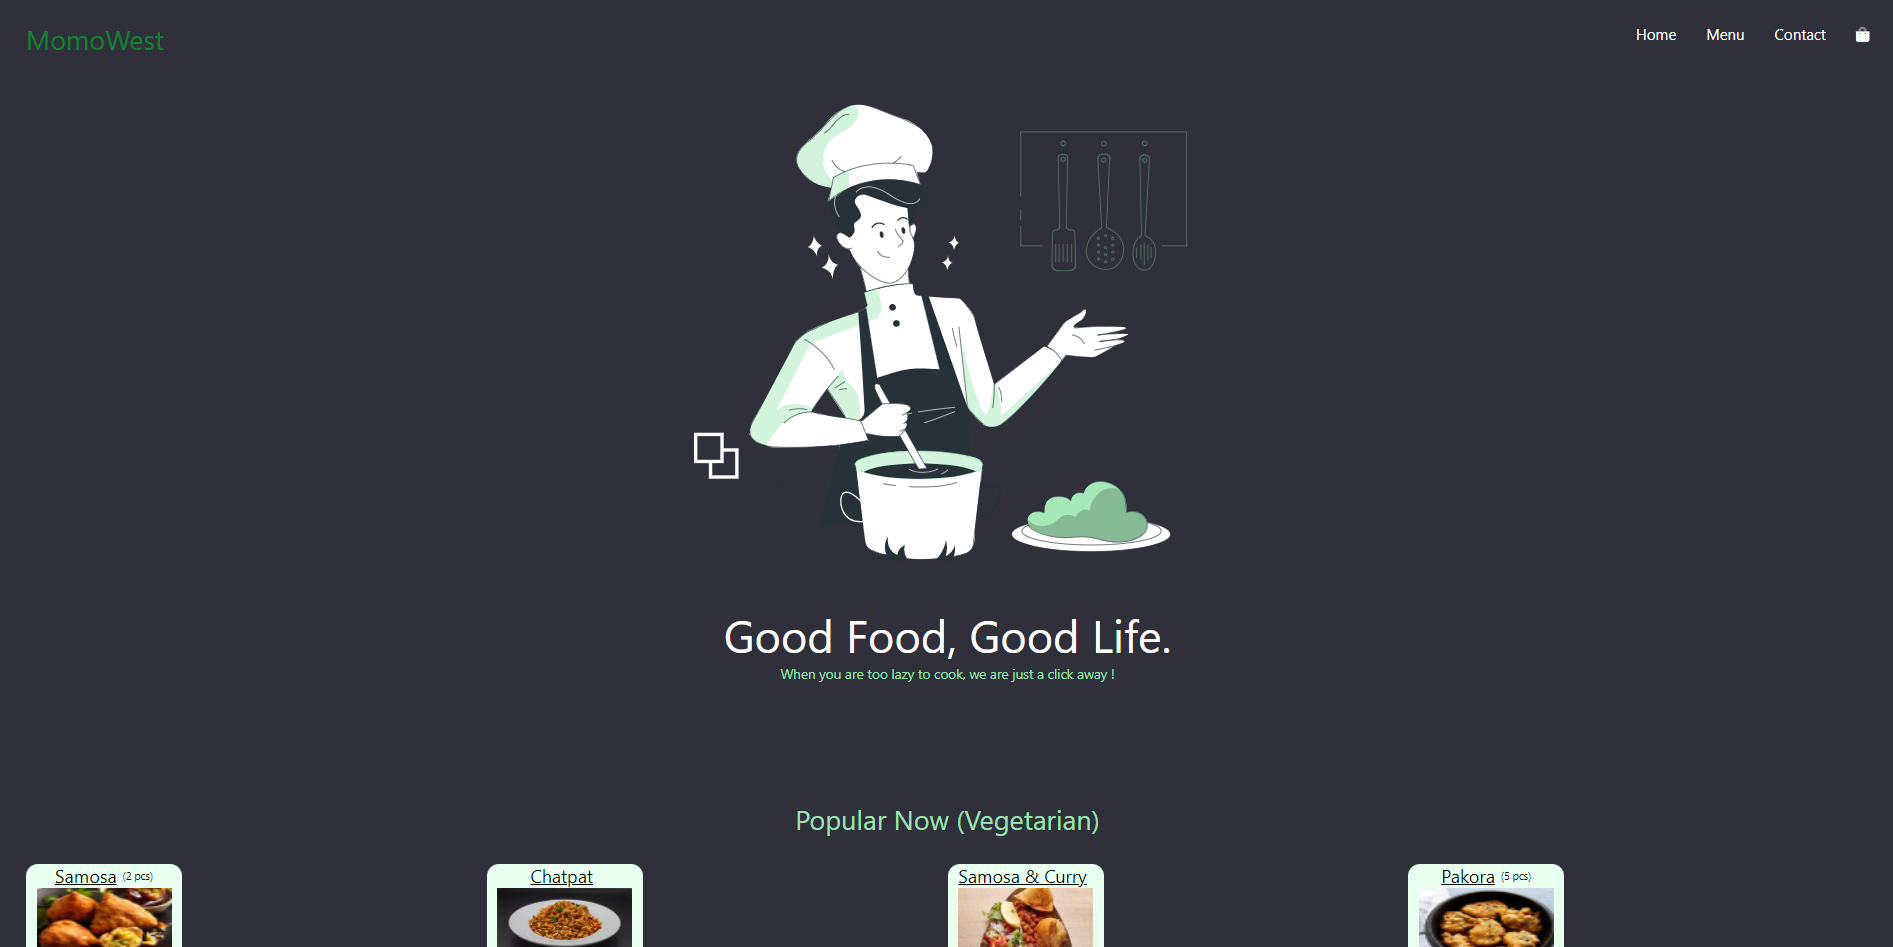 MomoWest
Home Menu Contact
Good Food, Good Life.
When you are too lazy to cook, we are just a click away !
Popular Now (Vegetarian)
Samosa (2 pcs)
Chatpat
Samosa & Curry
Pakora (5 pcs)